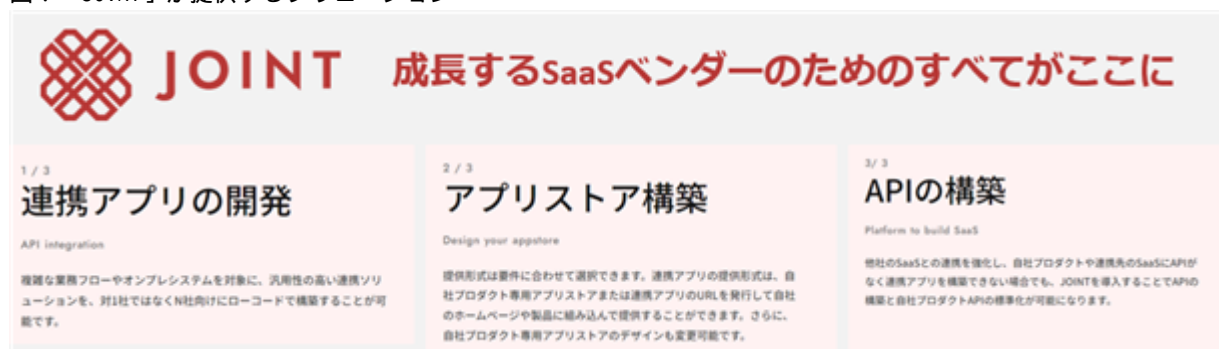 JOINT 成長するSaaSベンダーのためのすべてがここに
1 / 3
連携アプリの開発
API integration
複雑な業務フローやオンプレシステムを対象に、汎用性の高い連携ソリ
ューションを、対1社ではなくN社向けにローコードで構築することが可
能です。
2 / 3
アプリストア構築
Design your appstore
提供形式は要件に合わせて選択できます。連携アプリの提供形式は、自
社プロダクト専用アプリストアまたは連携アプリのURLを発行して自社
のホームページや製品に組み込んで提供することができます。さらに、
自社プロダクト専用アプリストアのデザインも変更可能です。
3/ 3
APIの構築
Platform to build SaaS
他社のSaaSとの連携を強化し、自社プロダクトや連携先のSaaSにAPIが
なく連携アプリを構築できない場合でも、JOINTを導入することでAPIの
構築と自社プロダクトAPIの標準化が可能になります。